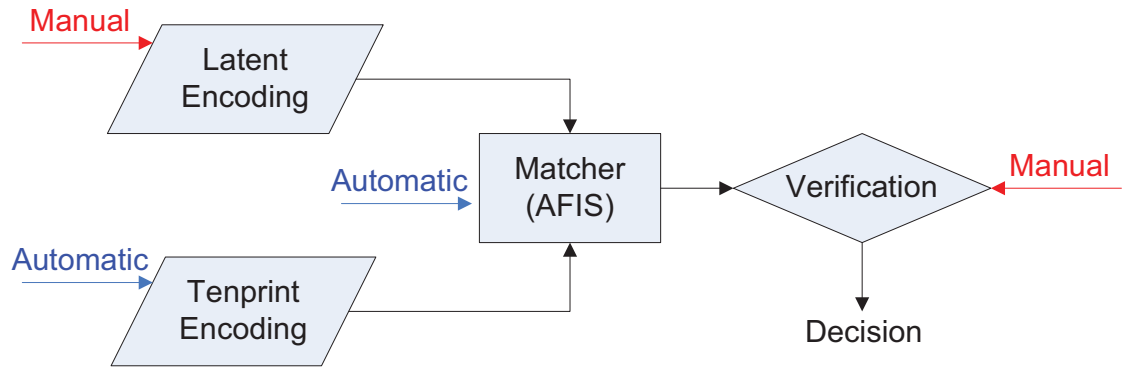 Manual
Latent
Encoding
Automatic
Matcher
(AFIS)
Verification
Manual
Automatic
Tenprint
Encoding
Decision